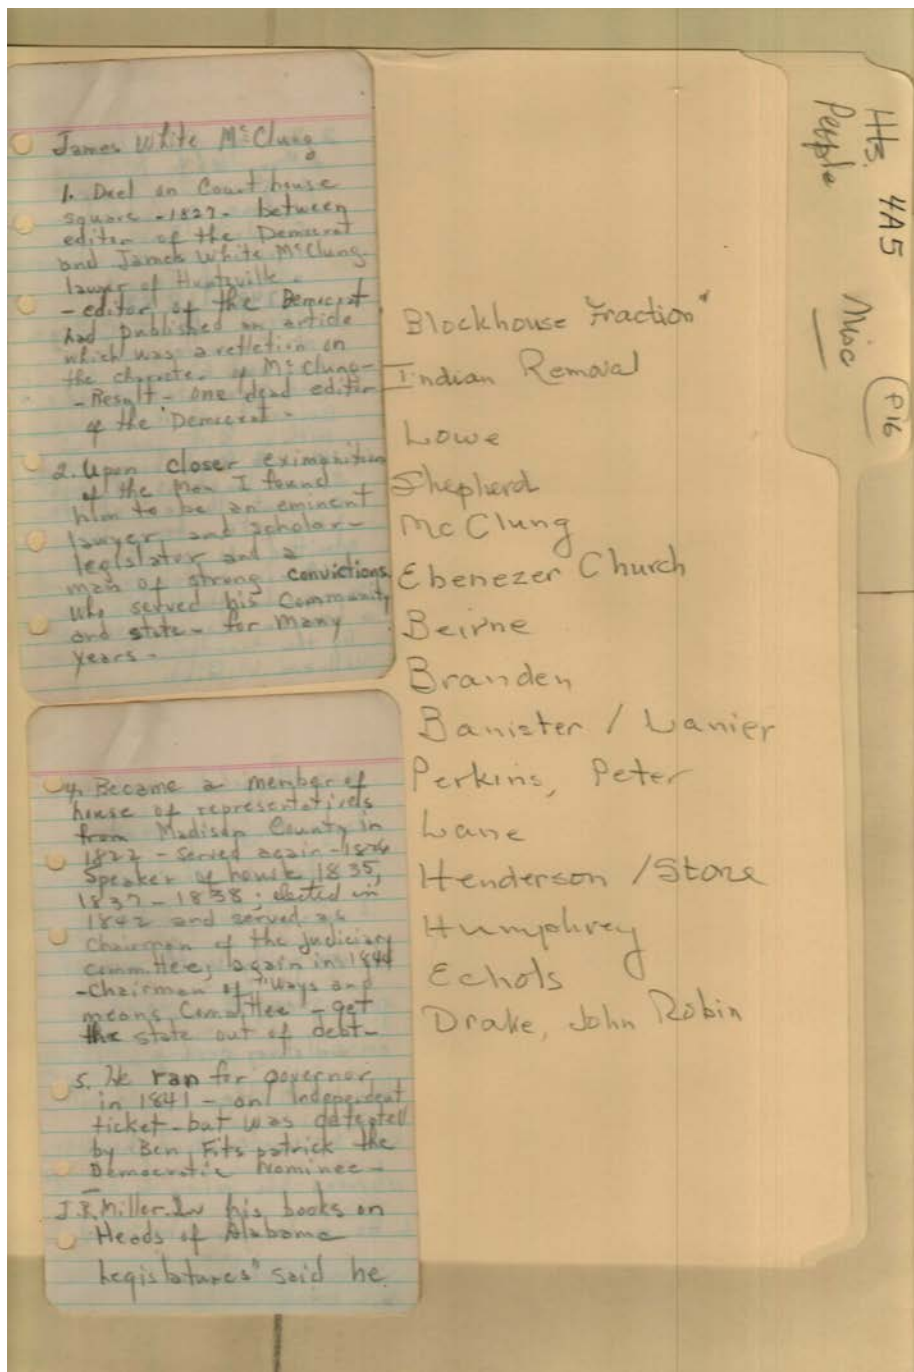 James White McClung
1. Duel on Courthouse
square - 1827 - between
editor of the Democrat
and James White McClung
lawyer of Huntsville -
- editor of the Democrat
had published an article
which was a refletion on
the character of McClung -
- Result - one dead editor
of the "Democrat -
2. Upon closer eximanition
of the man I found
him to be an eminent
lawyer, and scholar -
legislator and a
man of strong convictions
who served his Community
and state - for many
years -
4. Became a member of
house of representatives
from Madison County in
1822 - served again - 1826
Speaker of house 1835,
1837 - 1838; elected in
1842 and served as
Chairman of the judiciary
committee; again in 1844
- Chairman of "Ways and
means Committee - got
the state out of debt -
5. He ran for governor
in 1841 - on Independent
ticket - but was defeated
by Ben Fitspatrick the
Democratic Nominee -
J.R. Miller in his books on
Heads of Alabama
Legislatures" said he
Blockhouse Fraction"
Indian Removal
Lowe
Shepherd
McClung
Ebenezer Church
Beirne
Branden
Banister / Lanier
Perkins, Peter
Lane
Henderson / Stone
Humphrey
Echols
Drake, John Robin
Hts. 4A5 Misc P16
People